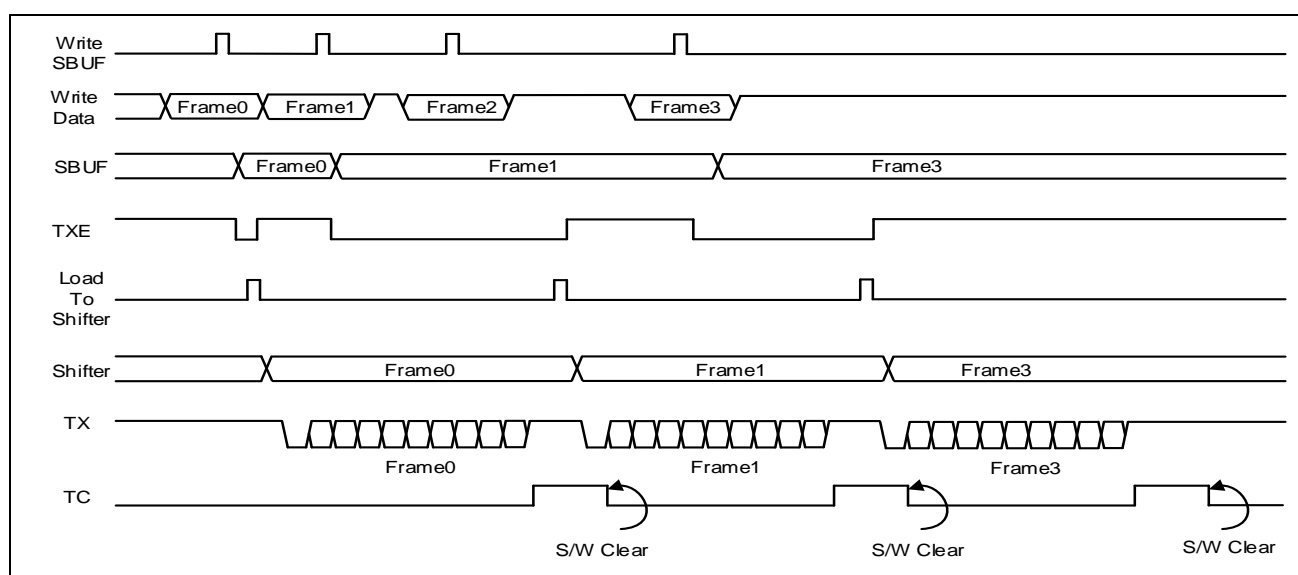 Write
SBUF
Write
Data
Frame0
Frame1
Frame2
Frame3
SBUF
Frame0
Frame1
Frame3
TXE
Load
To
Shifter
Shifter
Frame0
Frame1
Frame3
TX
Frame0
Frame1
Frame3
TC
S/W Clear
S/W Clear
S/W Clear